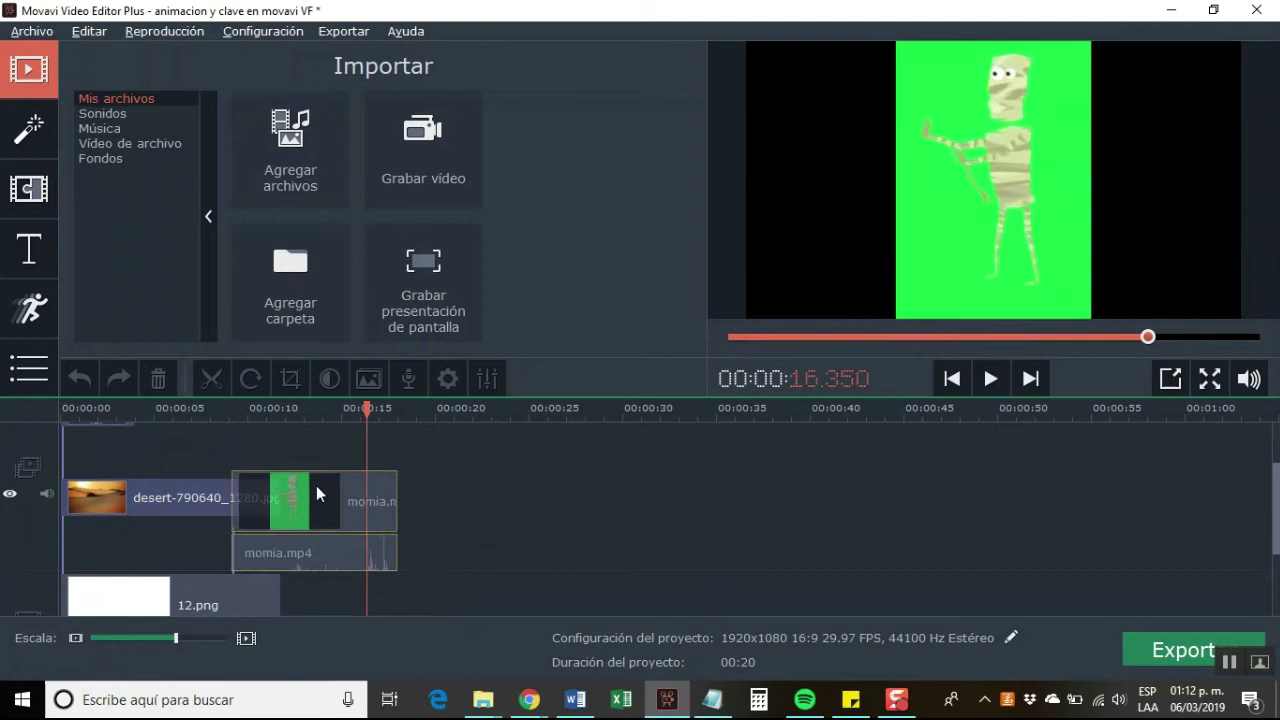 Movavi Video Editor Plus - animacion y clave en movavi VF *
Archivo Editar Reproducción Configuración Exportar Ayuda
Importar
Mis archivos
Sonidos
Música
Vídeo de archivo
Fondos
Agregar
archivos
Grabar vídeo
Agregar
carpeta
Grabar
presentación
de pantalla
00:00:16.350
00:00:00 00:00:05 00:00:10 00:00:15 00:00:20 00:00:25 00:00:30 00:00:35 00:00:40 00:00:45 00:00:50 00:00:55 00:01:00
desert-790640_1280.jpg
momia.m
momia.mp4
12.png
Escala:
Configuración del proyecto: 1920x1080 16:9 29.97 FPS, 44100 Hz Estéreo
Duración del proyecto: 00:20
Export
Escribe aquí para buscar
ESP
LAA
01:12 p. m.
06/03/2019
3